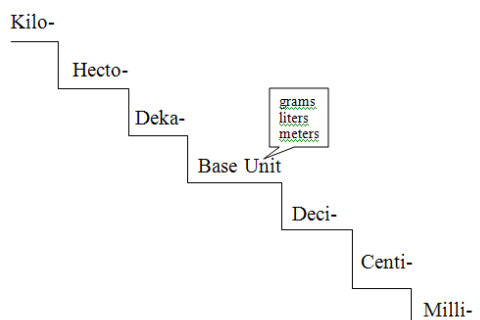 Kilo-
Hecto-
Deka-
grams
liters
meters
Base Unit
Deci-
Centi-
Milli-